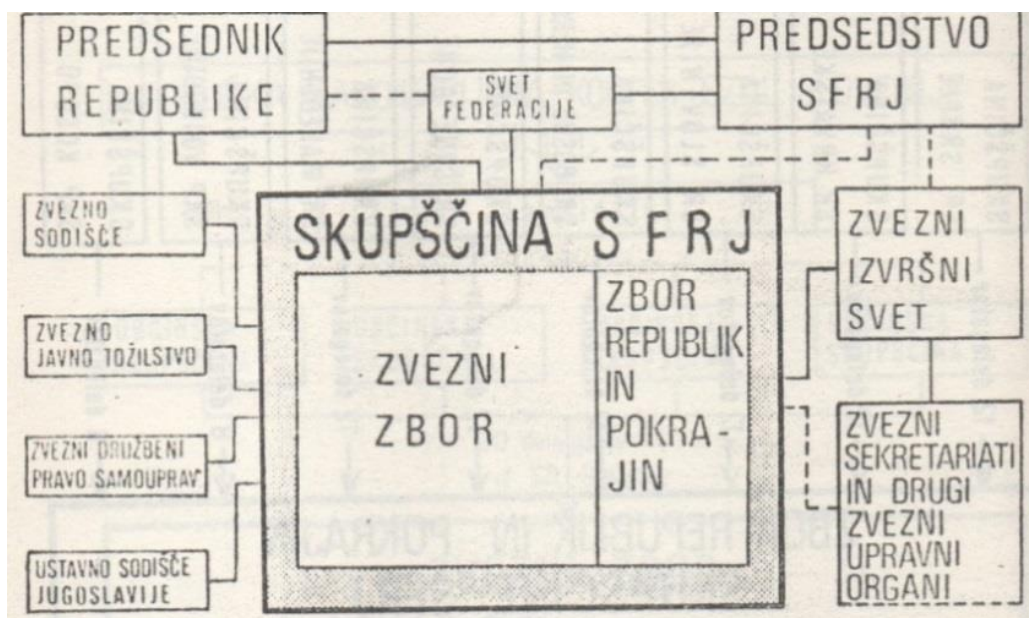 PREDSEDNIK
REPUBLIKE
SVET
FEDERACIJE
PREDSEDSTVO
SFRJ
ZVEZNO
SODIŠČE
ZVEZNO
JAVNO TOŽILSTVO
ZVEZNI DRUŽBENI
PRAVO SAMOUPRAV.
USTAVNO SODIŠČE
JUGOSLAVIJE
SKUPŠČINA SFRJ
ZVEZNI
ZBOR
ZBOR
REPUBLIK
IN
POKRA-
JIN
ZVEZNI
IZVRŠNI
SVET
ZVEZNI
SEKRETARIATI
IN DRUGI
ZVEZNI
UPRAVNI
ORGANI